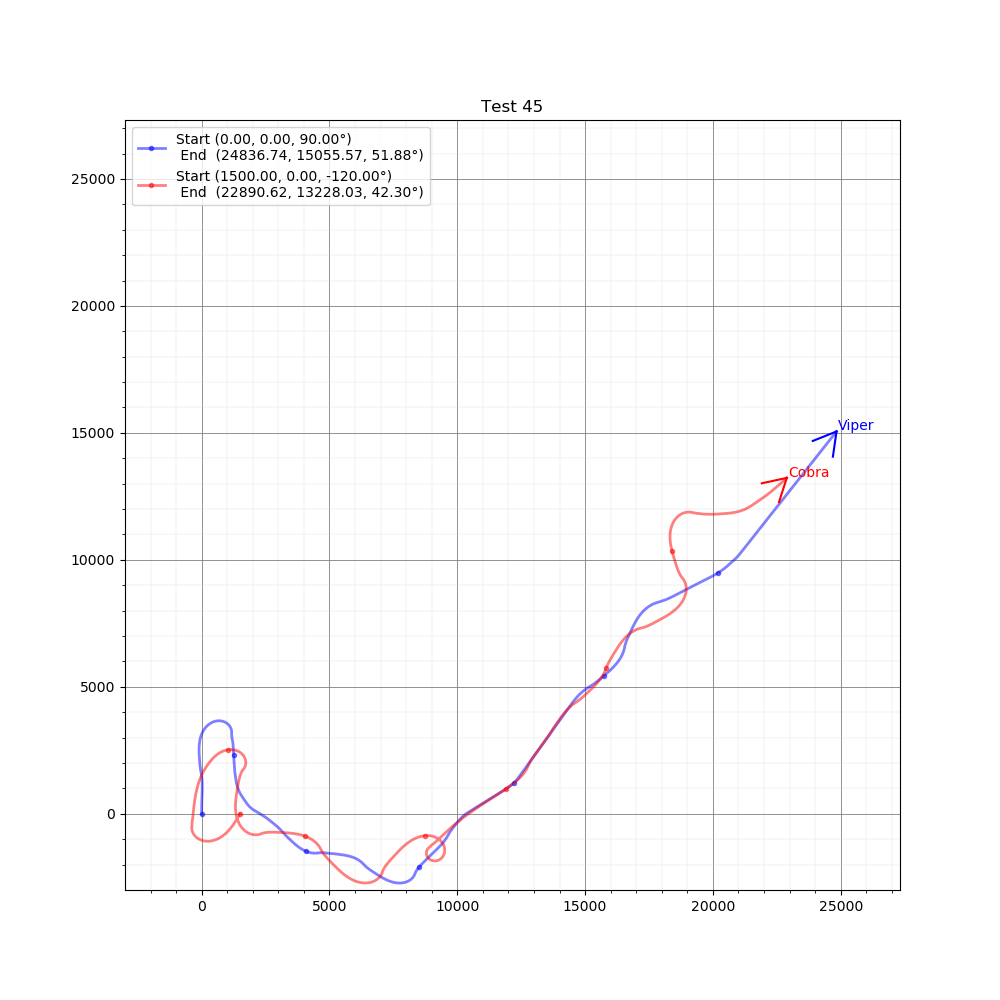 Test 45
Start (0.00, 0.00, 90.00°)
End  (24836.74, 15055.57, 51.88°)
Start (1500.00, 0.00, -120.00°)
End  (22890.62, 13228.03, 42.30°)
25000
20000
15000
10000
5000
0
Viper
Cobra
0
5000
10000
15000
20000
25000